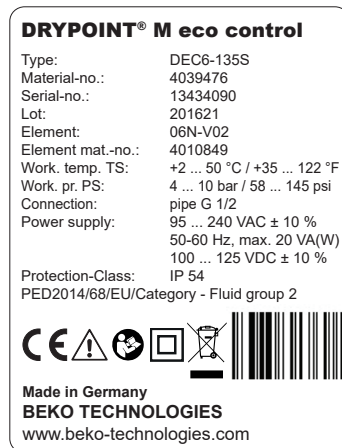 DRYPOINT® M eco control
Type: DEC6-135S
Material-no.: 4039476
Serial-no.: 13434090
Lot: 201621
Element: 06N-V02
Element mat.-no.: 4010849
Work. temp. TS: +2 ... 50 °C / +35 ... 122 °F
Work. pr. PS: 4 ... 10 bar / 58 ... 145 psi
Connection: pipe G 1/2
Power supply: 95 ... 240 VAC ± 10 %
50-60 Hz, max. 20 VA(W)
100 ... 125 VDC ± 10 %
Protection-Class: IP 54
PED2014/68/EU/Category - Fluid group 2
CE
Made in Germany
BEKO TECHNOLOGIES
www.beko-technologies.com